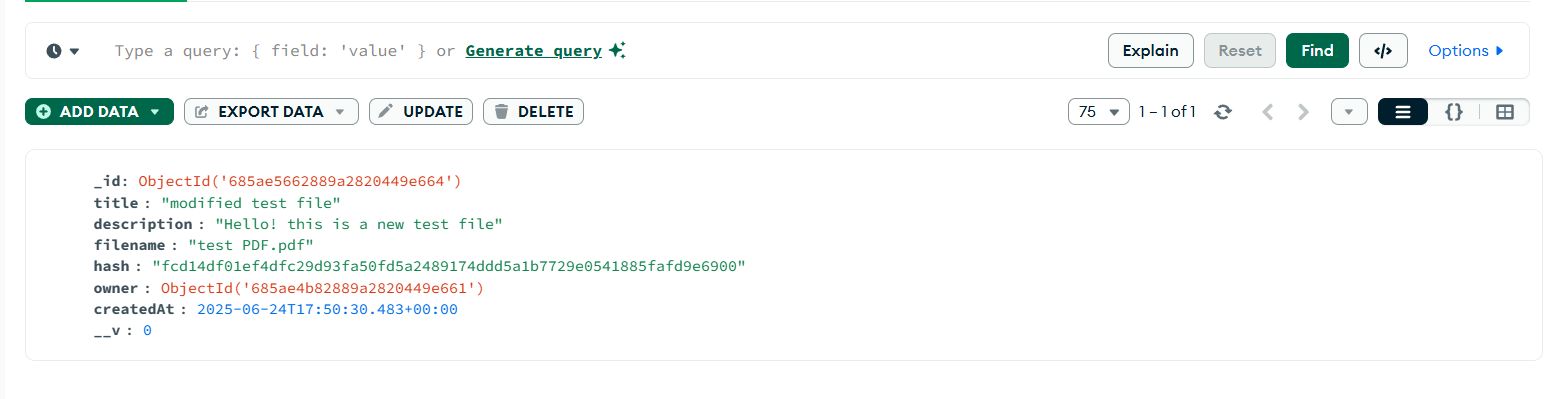 Type a query: { field: 'value' } or Generate query
Explain
Reset
Find
</>
Options
ADD DATA
EXPORT DATA
UPDATE
DELETE
75
1 – 1 of 1
{}
_id: ObjectId('685ae5662889a2820449e664')
title : "modified test file"
description : "Hello! this is a new test file"
filename : "test PDF.pdf"
hash : "fcd14df01ef4dfc29d93fa50fd5a2489174ddd5a1b7729e0541885fafd9e6900"
owner : ObjectId('685ae4b82889a2820449e661')
createdAt : 2025-06-24T17:50:30.483+00:00
__v : 0